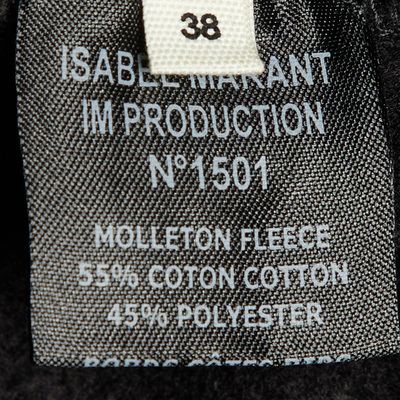 38
ISABEL MARANT
IM PRODUCTION
N°1501
MOLLETON FLEECE
55% COTON COTTON
45% POLYESTER